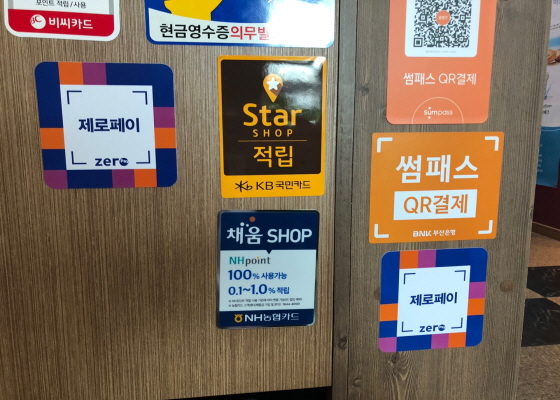 포인트 적립 / 사용
비씨카드
현금영수증의무발
제로페이
zero
Star
SHOP
적립
KB국민카드
채움 SHOP
NHpoint
100% 사용가능
0.1~1.0% 적립
NH농협카드
썸패스 QR결제
Sumpass
썸패스
QR결제
BNK 부산은행
제로페이
zero